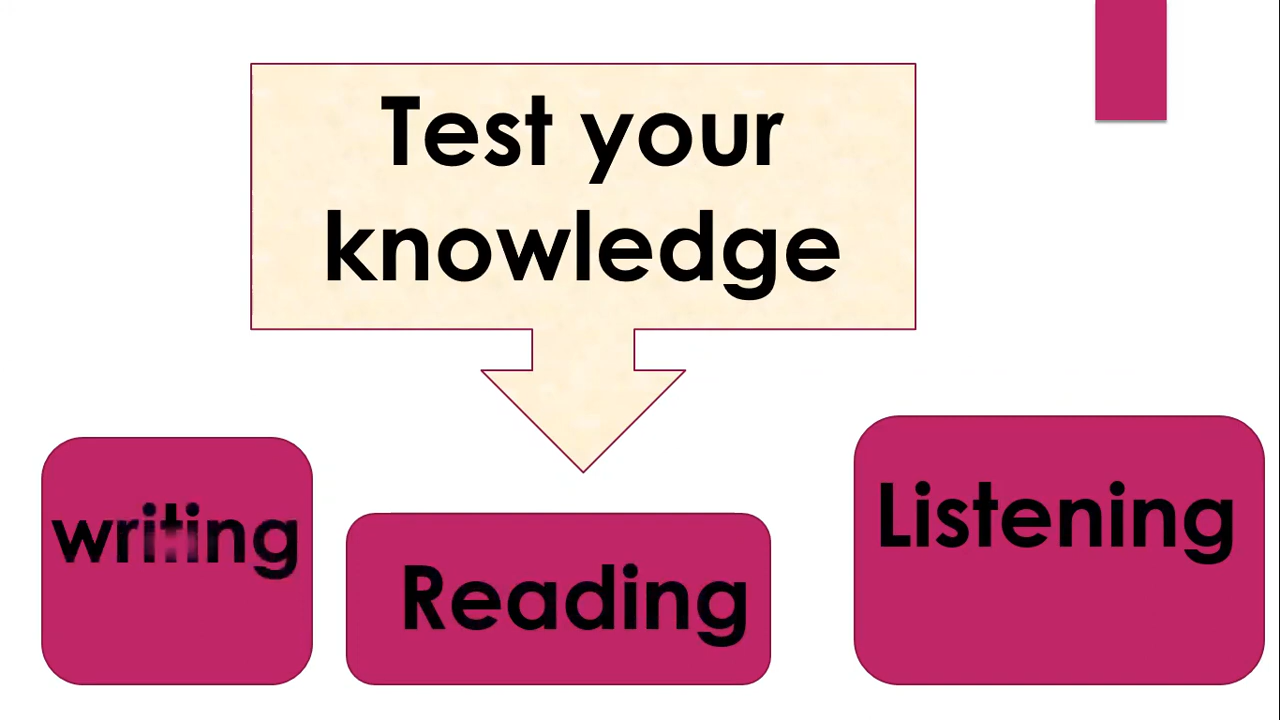 Test your
knowledge
writing
Reading
Listening